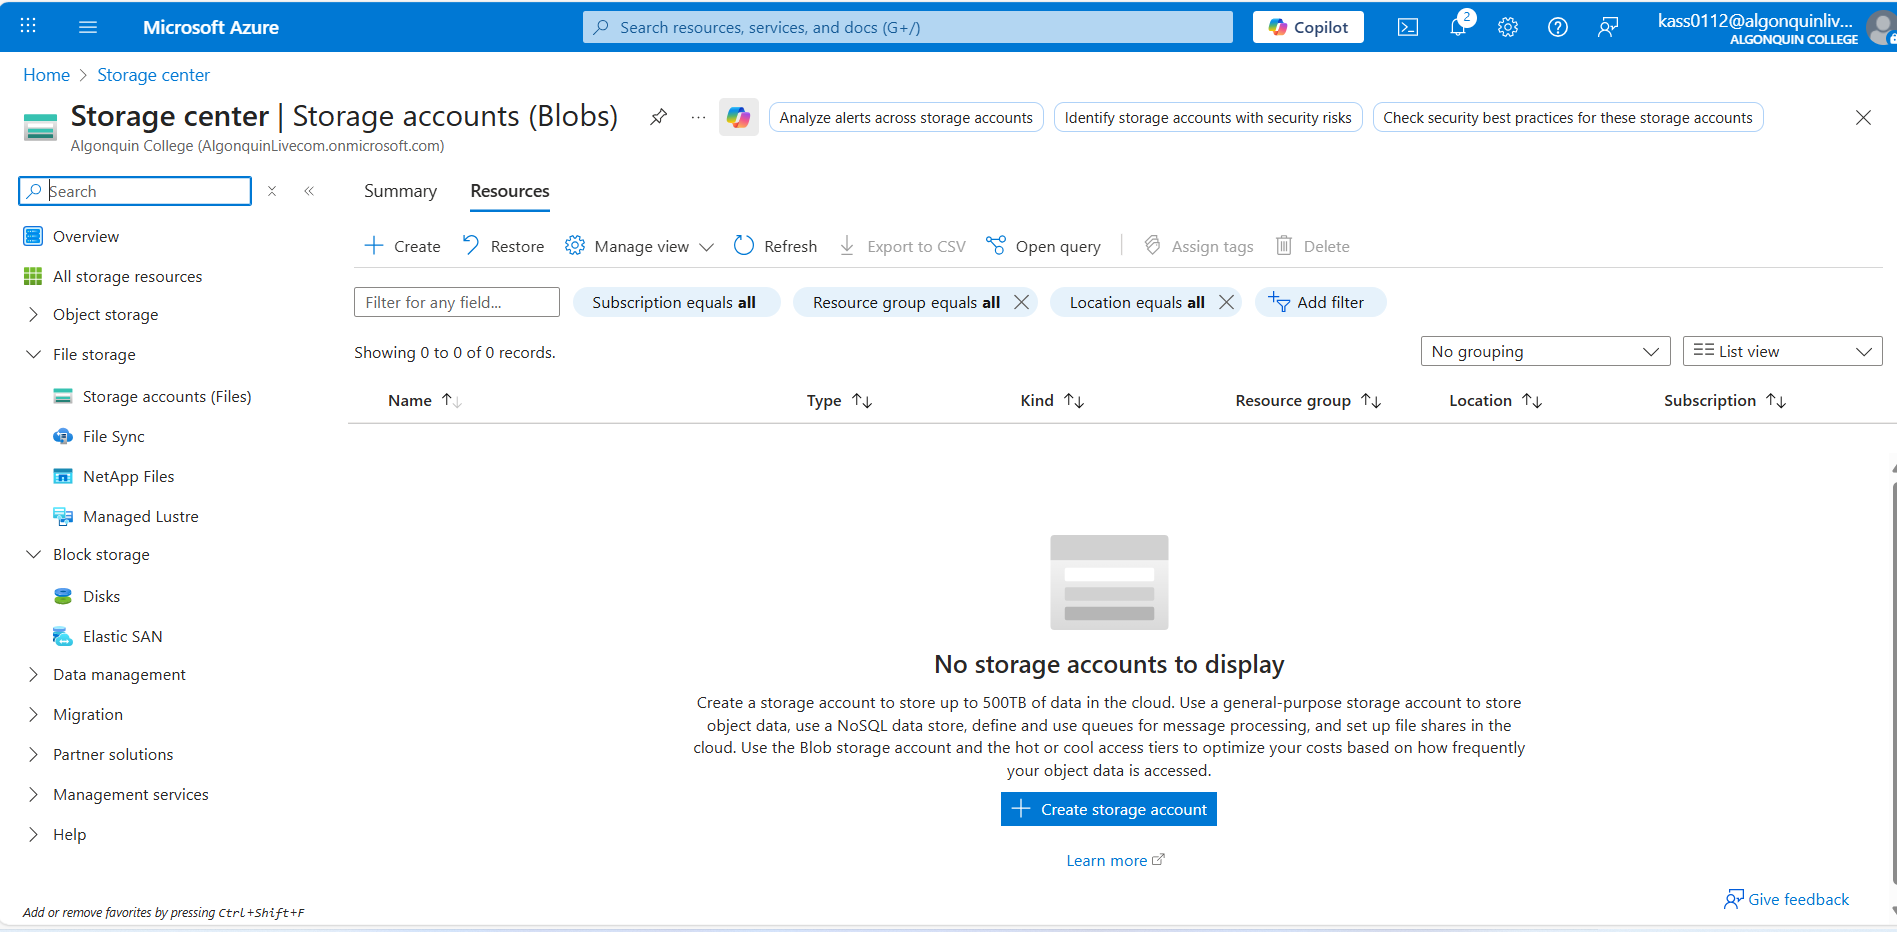 Microsoft Azure
Search resources, services, and docs (G+/)
Copilot
2
kass0112@algonquinliv...
ALGONQUIN COLLEGE
Home > Storage center
Storage center | Storage accounts (Blobs)
...
Analyze alerts across storage accounts
Identify storage accounts with security risks
Check security best practices for these storage accounts
Algonquin College (AlgonquinLivecom.onmicrosoft.com)
Search
Overview
All storage resources
Object storage
File storage
Storage accounts (Files)
File Sync
NetApp Files
Managed Lustre
Block storage
Disks
Elastic SAN
Data management
Migration
Partner solutions
Management services
Help
Add or remove favorites by pressing Ctrl+Shift+F
Summary
Resources
Create
Restore
Manage view
Refresh
Export to CSV
Open query
Assign tags
Delete
Filter for any field...
Subscription equals all
Resource group equals all
Location equals all
Add filter
Showing 0 to 0 of 0 records.
No grouping
List view
Name
Type
Kind
Resource group
Location
Subscription
No storage accounts to display
Create a storage account to store up to 500TB of data in the cloud. Use a general-purpose storage account to store
object data, use a NoSQL data store, define and use queues for message processing, and set up file shares in the
cloud. Use the Blob storage account and the hot or cool access tiers to optimize your costs based on how frequently
your object data is accessed.
Create storage account
Learn more
Give feedback